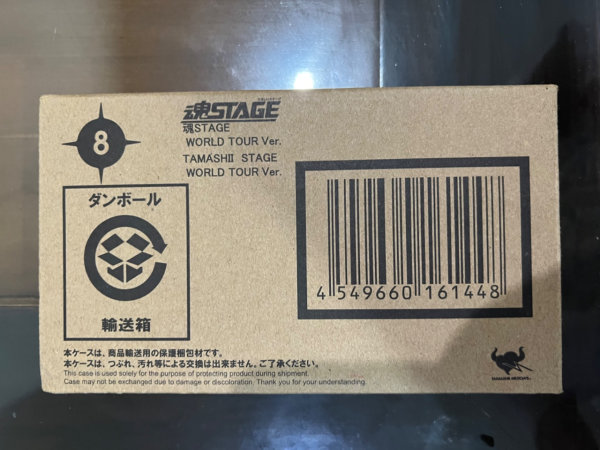 8
魂STAGE
魂STAGE
WORLD TOUR Ver.
TAMASHII STAGE
WORLD TOUR Ver.
ダンボール
輸送箱
4 549660 161448
本ケースは、商品輸送用の保護梱包材です。
本ケースは、つぶれ、汚れ等による交換は出来ません、ご了承ください。
This case is used solely for the purpose of protecting product during shipment.
Case may not be exchanged due to damage or discoloration. Thank you for your understanding.
TAMASHII NATIONS